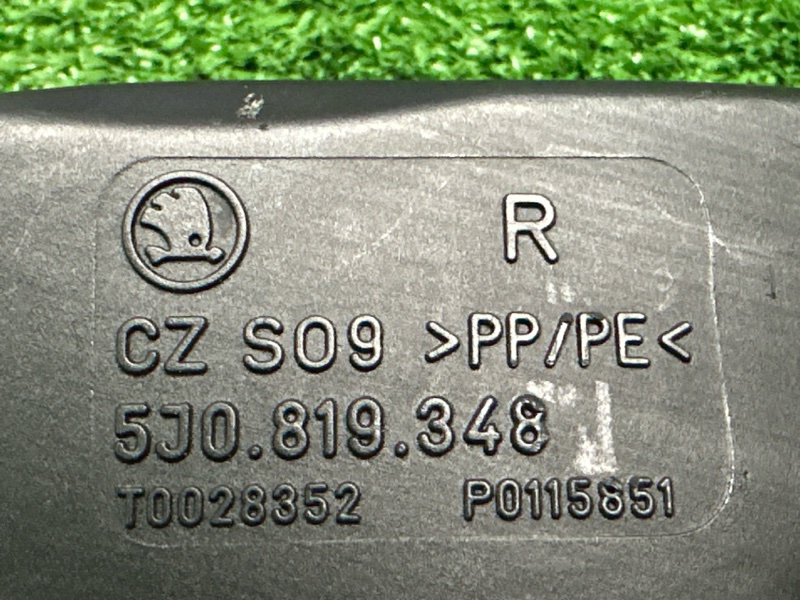 R
CZ S09 >PP/PE<
5J0.819.348
T0028352 P0115851